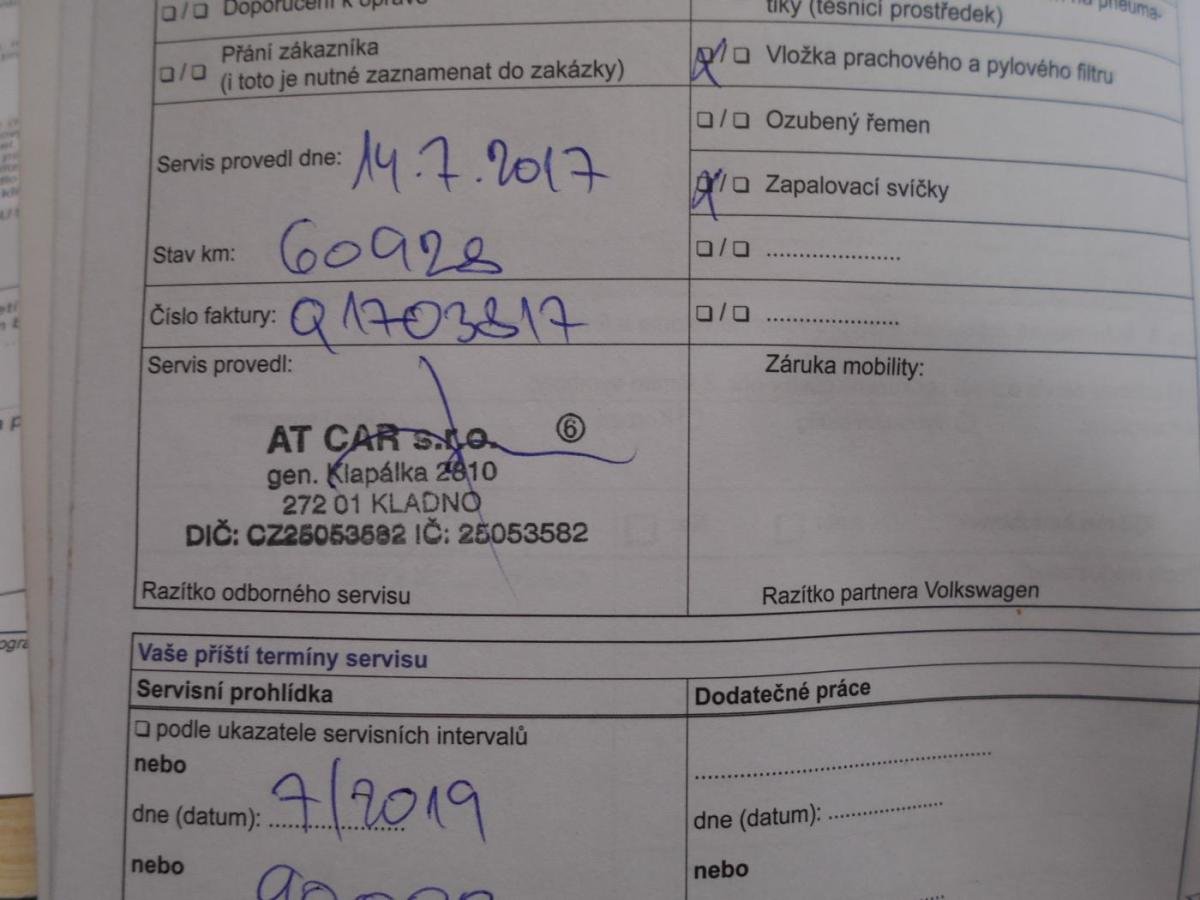 ❏ / ❏ Doporučení k opravě
❏ / ❏ Přání zákazníka
(i toto je nutné zaznamenat do zakázky)
Servis provedl dne: 14.7.2017
Stav km: 60928
Číslo faktury: Q1703817
Servis provedl:
AT CAR s.r.o. ⑥
gen. Klapálka 2810
272 01 KLADNO
DIČ: CZ25053582 IČ: 25053582
Razítko odborného servisu
na pneuma-
tiky (těsnicí prostředek)
❏ / ❏ Vložka prachového a pylového filtru
❏ / ❏ Ozubený řemen
❏ / ❏ Zapalovací svíčky
❏ / ❏ .....................
❏ / ❏ .....................
Záruka mobility:
Razítko partnera Volkswagen
Vaše příští termíny servisu
Servisní prohlídka
❏ podle ukazatele servisních intervalů
nebo
dne (datum): 7/2019
nebo
Dodatečné práce
dne (datum): ..................
nebo